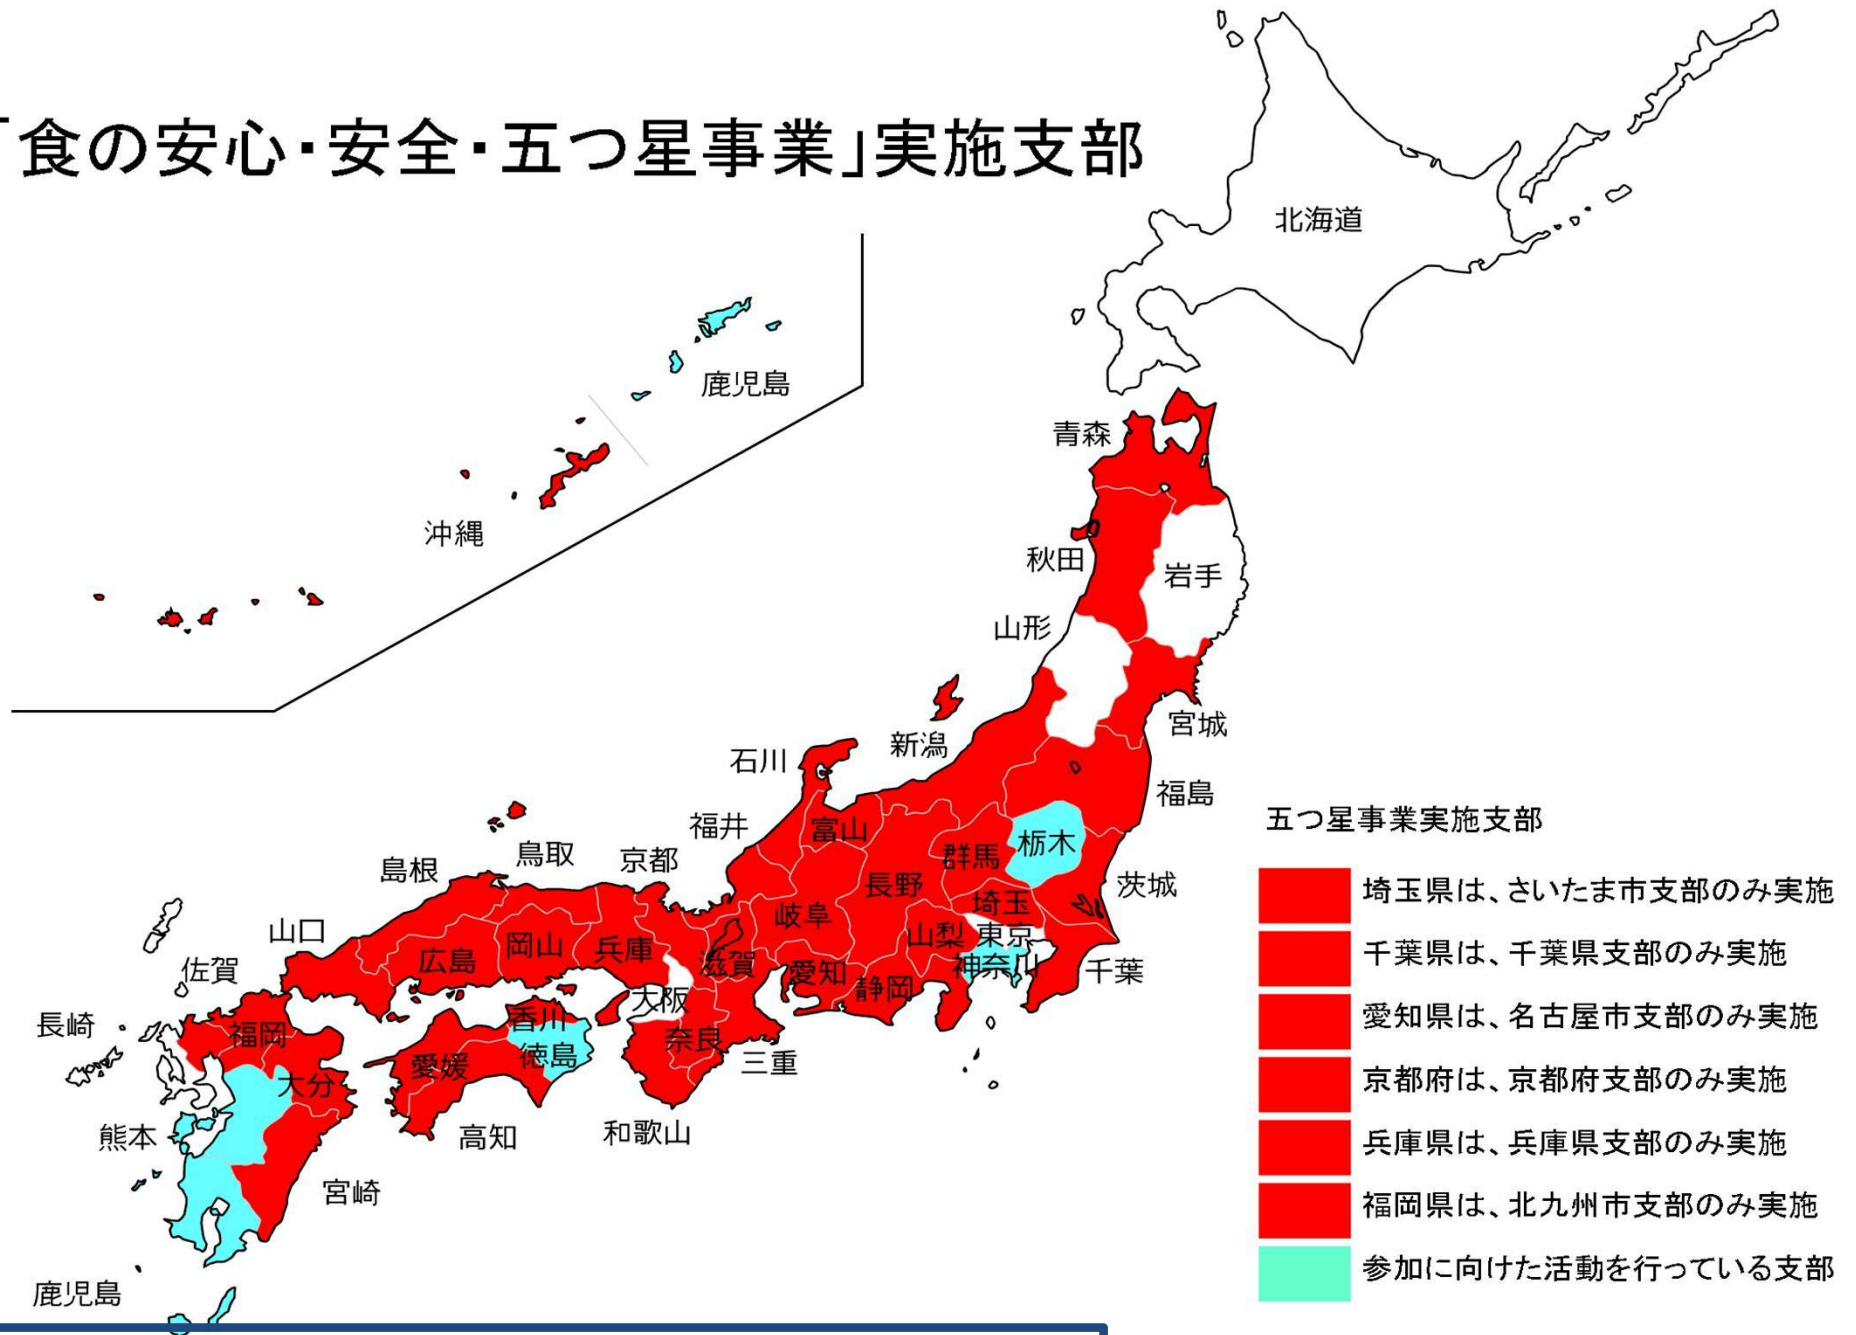 「食の安心・安全・五つ星事業」実施支部
北海道
鹿児島
沖縄
青森
秋田
岩手
山形
宮城
新潟
石川
福島
福井
富山
群馬
栃木
鳥取
京都
島根
長野
茨城
埼玉
岐阜
山口
広島
岡山
兵庫
滋賀
山梨
東京
神奈川
千葉
愛知
静岡
佐賀
大阪
長崎
福岡
香川
奈良
徳島
愛媛
三重
大分
熊本
高知
和歌山
宮崎
鹿児島
五つ星事業実施支部
埼玉県は、さいたま市支部のみ実施
千葉県は、千葉県支部のみ実施
愛知県は、名古屋市支部のみ実施
京都府は、京都府支部のみ実施
兵庫県は、兵庫県支部のみ実施
福岡県は、北九州市支部のみ実施
参加に向けた活動を行っている支部